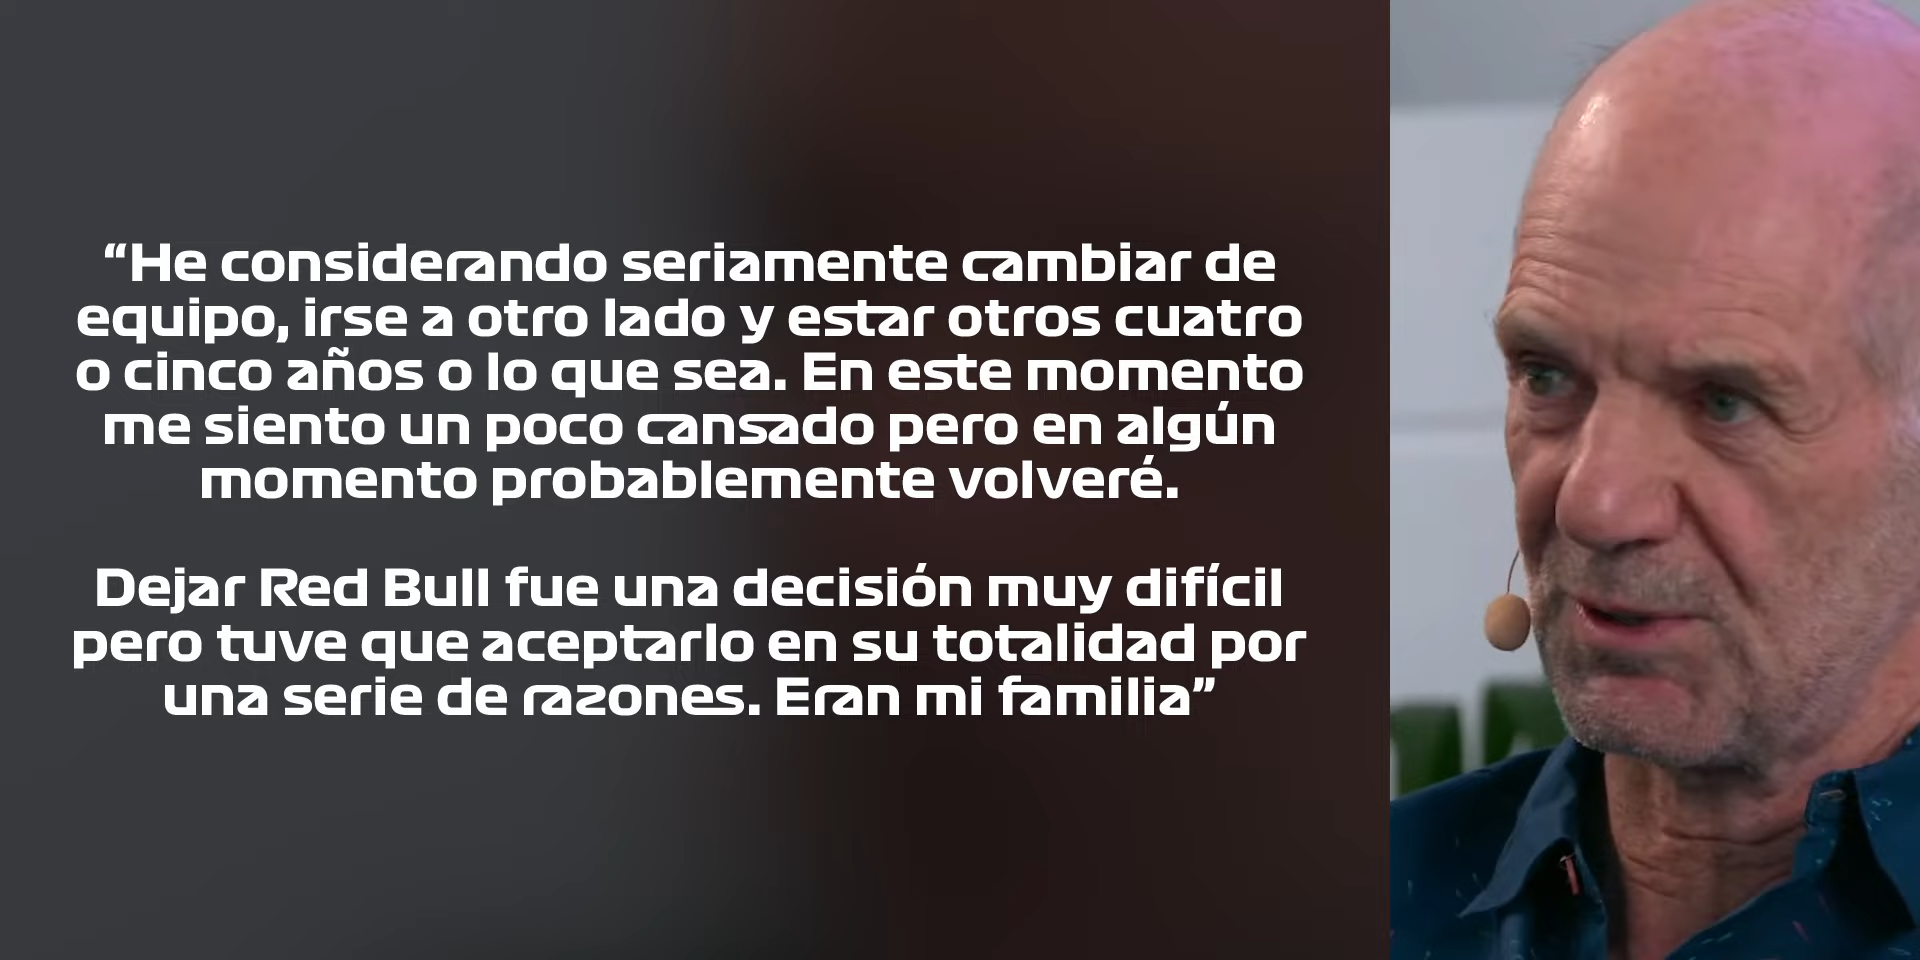 “He considerando seriamente cambiar de
equipo, irse a otro lado y estar otros cuatro
o cinco años o lo que sea. En este momento
me siento un poco cansado pero en algún
momento probablemente volveré.
Dejar Red Bull fue una decisión muy difícil
pero tuve que aceptarlo en su totalidad por
una serie de razones. Eran mi familia”